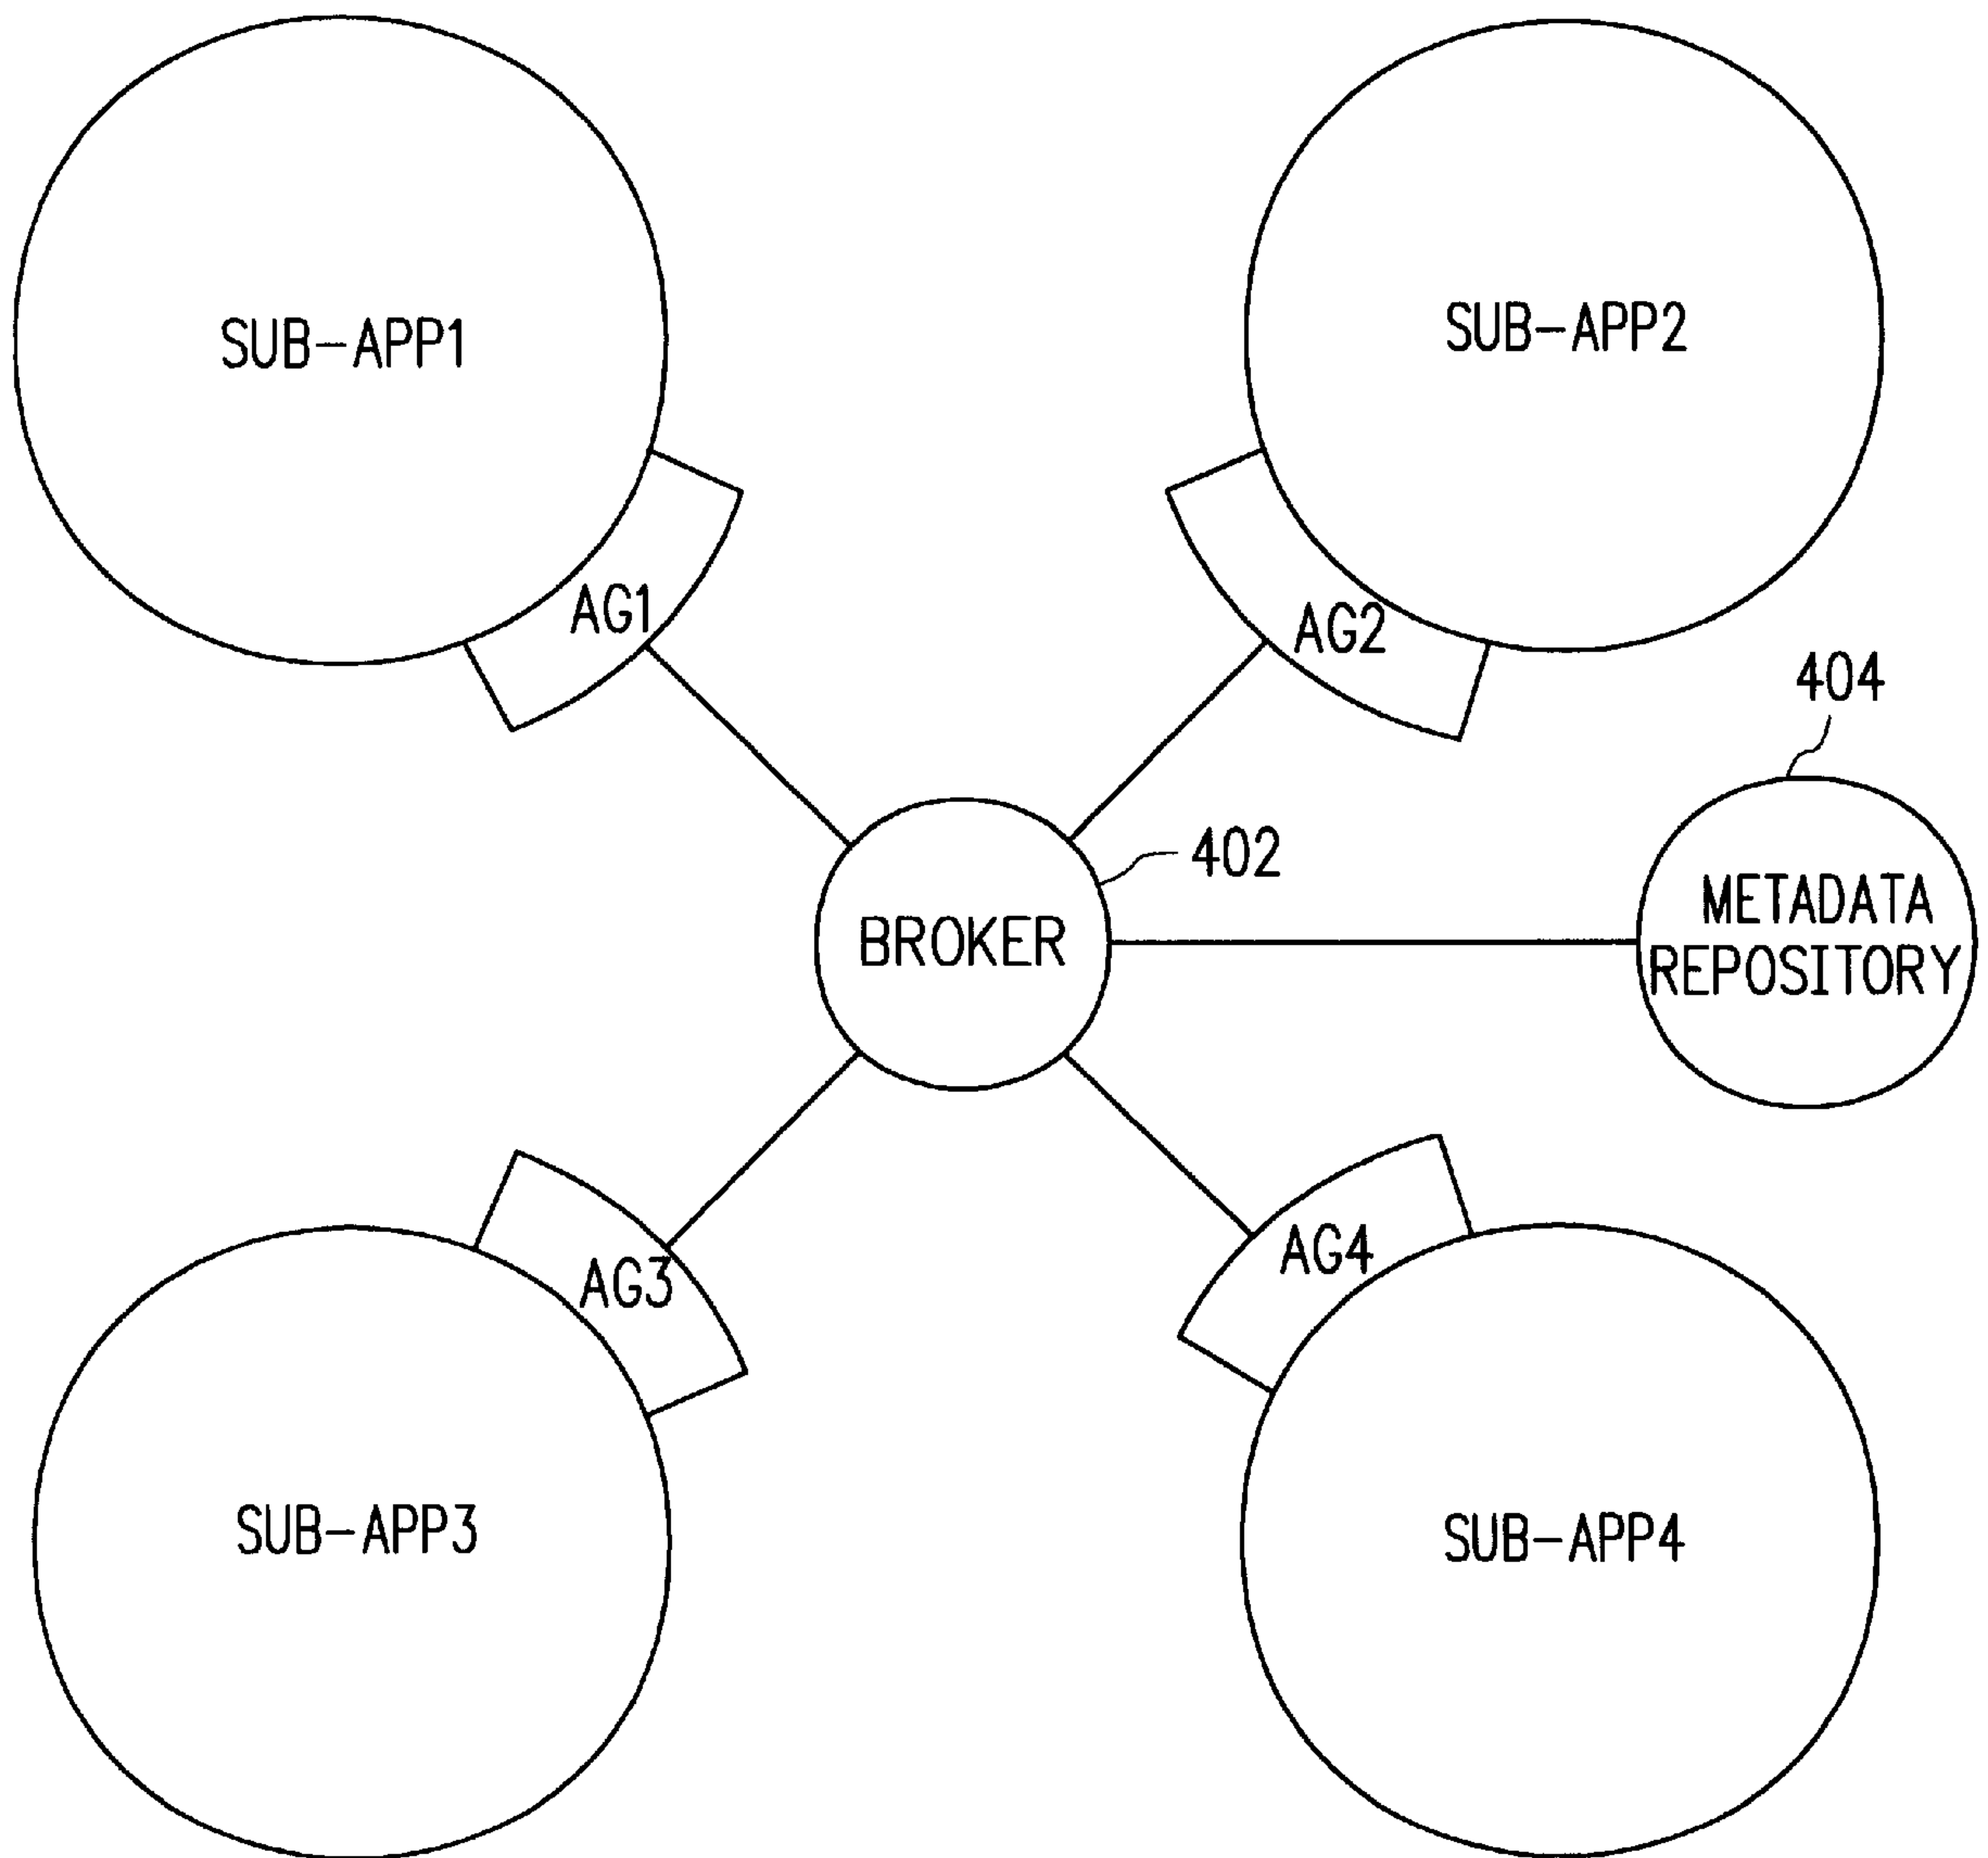 SUB-APP1
SUB-APP2
AG1
AG2
404
402
BROKER
METADATA
REPOSITORY
AG3
AG4
SUB-APP3
SUB-APP4